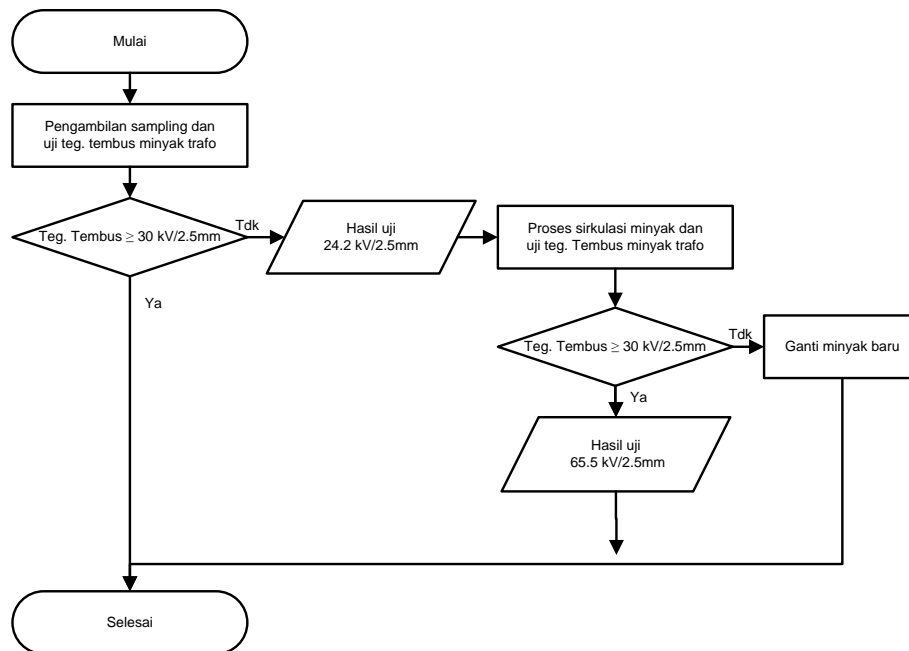 Mulai
Pengambilan sampling dan
uji teg. tembus minyak trafo
Teg. Tembus ≥ 30 kV/2.5mm
Tdk
Ya
Hasil uji
24.2 kV/2.5mm
Proses sirkulasi minyak dan
uji teg. Tembus minyak trafo
Teg. Tembus ≥ 30 kV/2.5mm
Tdk
Ya
Ganti minyak baru
Hasil uji
65.5 kV/2.5mm
Selesai